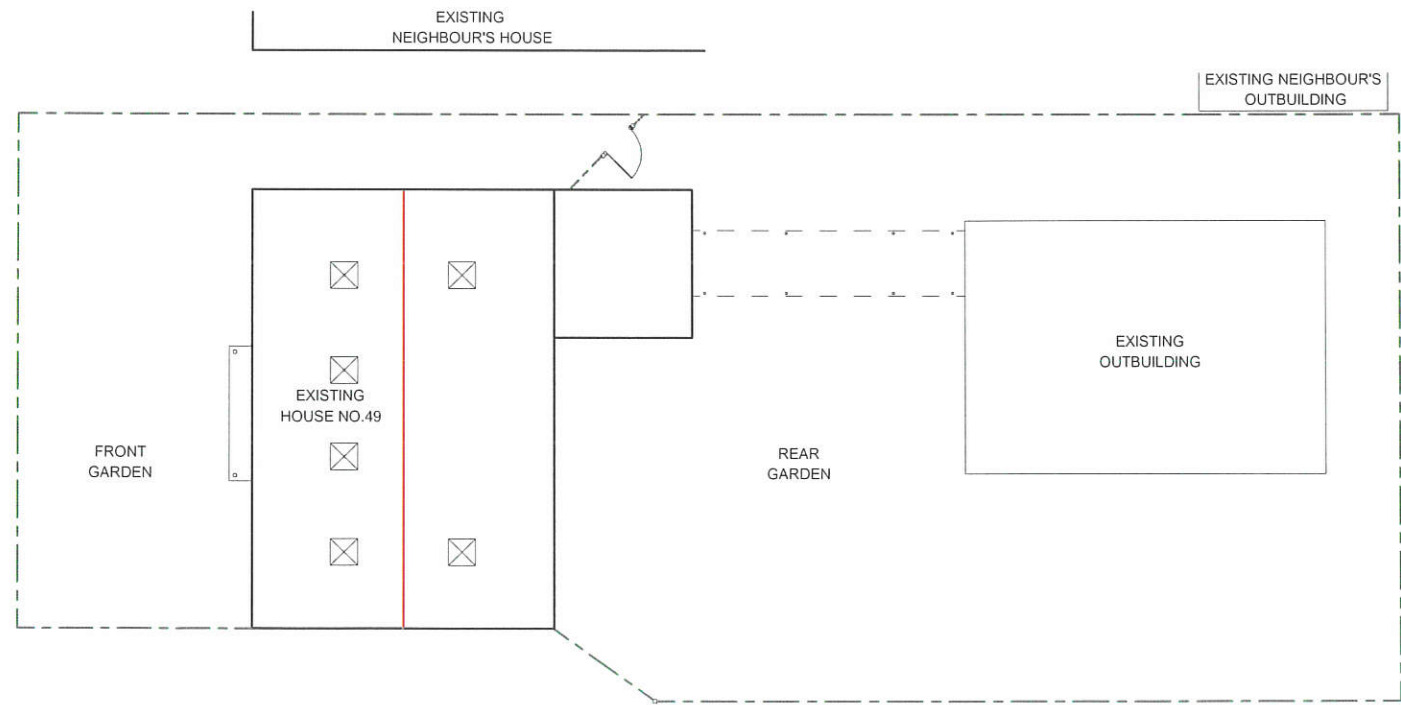 EXISTING
NEIGHBOUR'S HOUSE
EXISTING NEIGHBOUR'S
OUTBUILDING
EXISTING
HOUSE NO.49
EXISTING
OUTBUILDING
FRONT
GARDEN
REAR
GARDEN